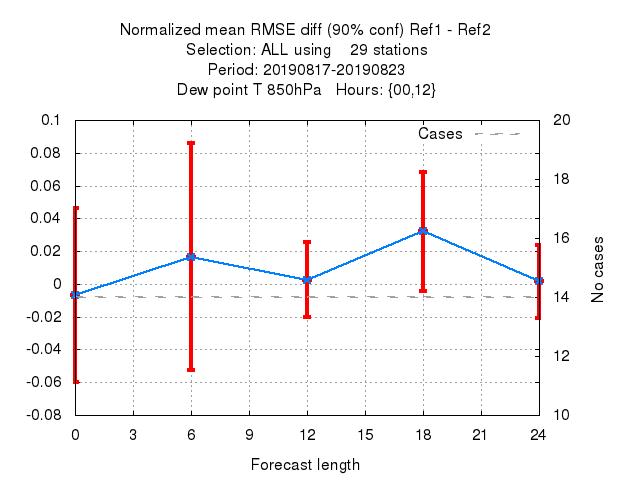 Normalized mean RMSE diff (90% conf) Ref1 - Ref2
Selection: ALL using    29 stations
Period: 20190817-20190823
Dew point T 850hPa   Hours: {00,12}
Cases
0.1
0.08
0.06
0.04
0.02
0
-0.02
-0.04
-0.06
-0.08
20
18
16
14
12
10
No cases
0 3 6 9 12 15 18 21 24
Forecast length